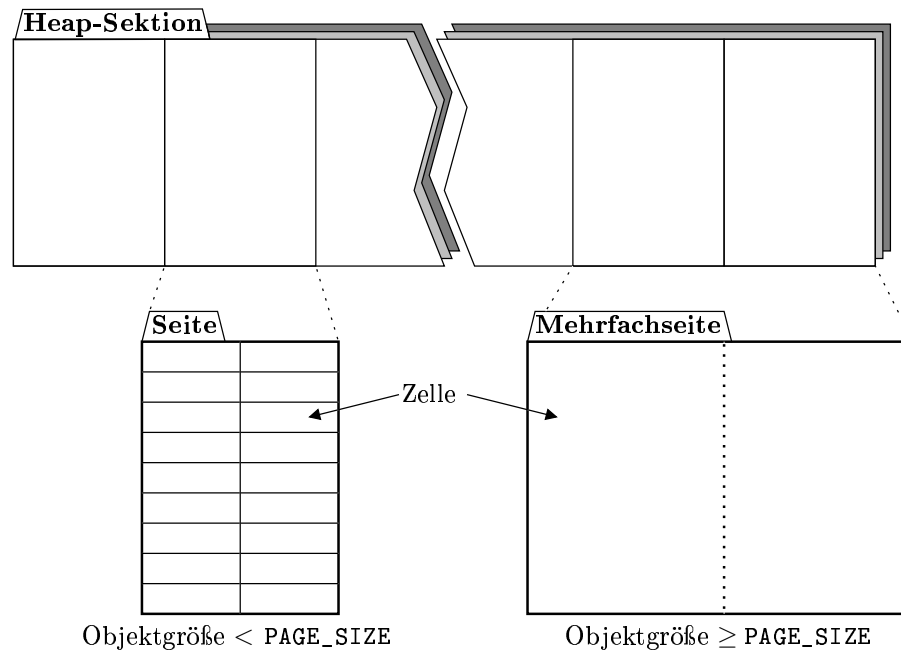 Heap-Sektion
Seite
Mehrfachseite
Zelle
Objektgröße < PAGE_SIZE
Objektgröße ≥ PAGE_SIZE